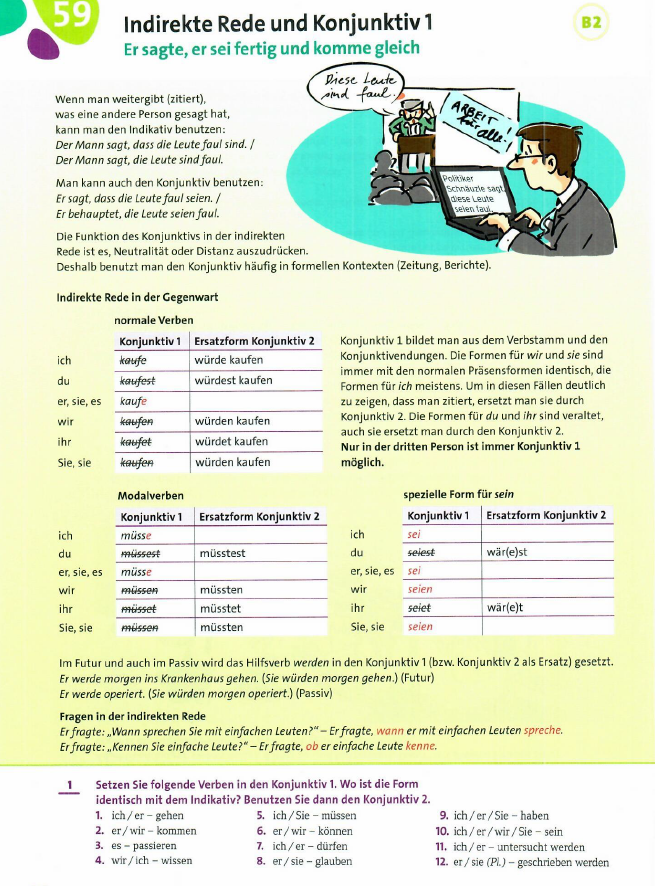 59
Indirekte Rede und Konjunktiv 1
B2
Er sagte, er sei fertig und komme gleich
Diese Leute
sind faul.
ARBEIT
für alle!
Politiker
Schnäuzle sagt,
diese Leute
seien faul.
Wenn man weitergibt (zitiert),
was eine andere Person gesagt hat,
kann man den Indikativ benutzen:
Der Mann sagt, dass die Leute faul sind. /
Der Mann sagt, die Leute sind faul.
Man kann auch den Konjunktiv benutzen:
Er sagt, dass die Leute faul seien. /
Er behauptet, die Leute seien faul.
Die Funktion des Konjunktivs in der indirekten
Rede ist es, Neutralität oder Distanz auszudrücken.
Deshalb benutzt man den Konjunktiv häufig in formellen Kontexten (Zeitung, Berichte).
Indirekte Rede in der Gegenwart
normale Verben
Konjunktiv 1 Ersatzform Konjunktiv 2
ich kaufe würde kaufen
du kaufest würdest kaufen
er, sie, es kaufe
wir kaufen würden kaufen
ihr kaufet würdet kaufen
Sie, sie kaufen würden kaufen
Konjunktiv 1 bildet man aus dem Verbstamm und den
Konjunktivendungen. Die Formen für wir und sie sind
immer mit den normalen Präsensformen identisch, die
Formen für ich meistens. Um in diesen Fällen deutlich
zu zeigen, dass man zitiert, ersetzt man sie durch
Konjunktiv 2. Die Formen für du und ihr sind veraltet,
auch sie ersetzt man durch den Konjunktiv 2.
Nur in der dritten Person ist immer Konjunktiv 1
möglich.
Modalverben
Konjunktiv 1 Ersatzform Konjunktiv 2
ich müsse
du müssest müsstest
er, sie, es müsse
wir müssen müssten
ihr müsset müsstet
Sie, sie müssen müssten
spezielle Form für sein
Konjunktiv 1 Ersatzform Konjunktiv 2
ich sei
du seiest wär(e)st
er, sie, es sei
wir seien
ihr seiet wär(e)t
Sie, sie seien
Im Futur und auch im Passiv wird das Hilfsverb werden in den Konjunktiv 1 (bzw. Konjunktiv 2 als Ersatz) gesetzt.
Er werde morgen ins Krankenhaus gehen. (Sie würden morgen gehen.) (Futur)
Er werde operiert. (Sie würden morgen operiert.) (Passiv)
Fragen in der indirekten Rede
Er fragte: „Wann sprechen Sie mit einfachen Leuten?“ – Er fragte, wann er mit einfachen Leuten spreche.
Er fragte: „Kennen Sie einfache Leute?“ – Er fragte, ob er einfache Leute kenne.
1 Setzen Sie folgende Verben in den Konjunktiv 1. Wo ist die Form
identisch mit dem Indikativ? Benutzen Sie dann den Konjunktiv 2.
1. ich / er – gehen
2. er / wir – kommen
3. es – passieren
4. wir / ich – wissen
5. ich / Sie – müssen
6. er / wir – können
7. ich / er – dürfen
8. er / sie – glauben
9. ich / er / Sie – haben
10. ich / er / wir / Sie – sein
11. ich / er – untersucht werden
12. er / sie (Pl.) – geschrieben werden